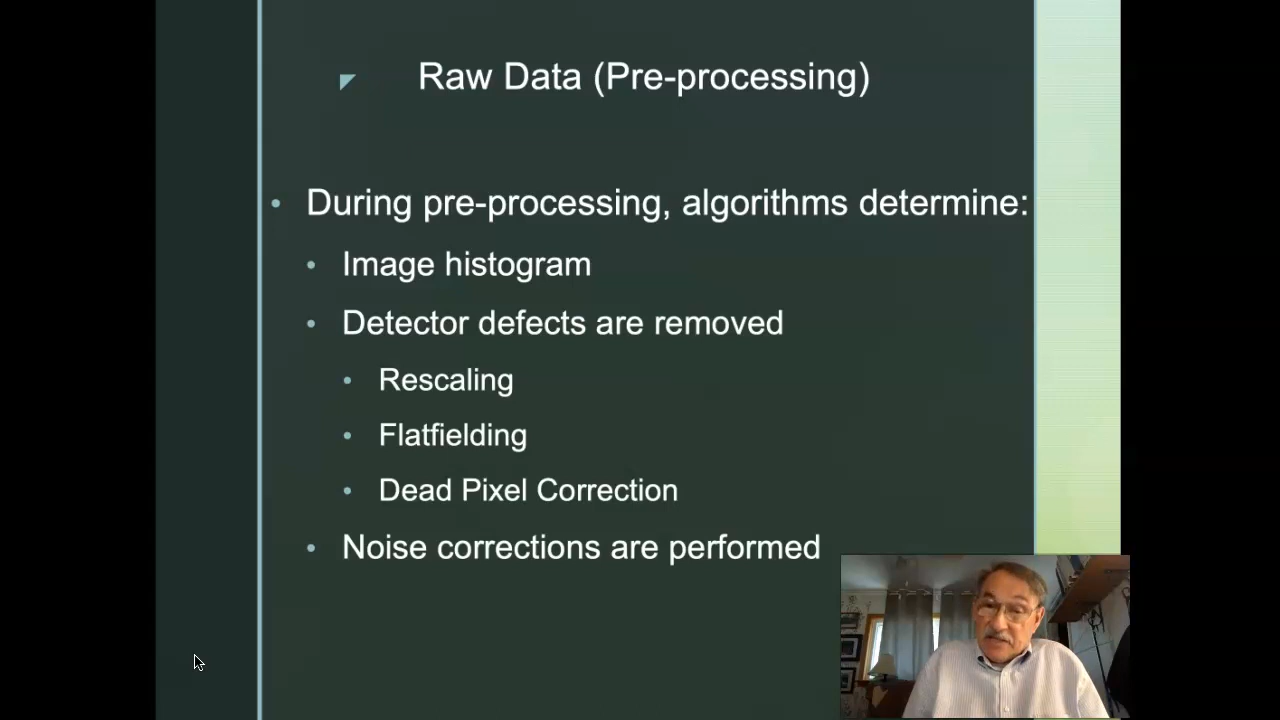 Raw Data (Pre-processing)
During pre-processing, algorithms determine:
Image histogram
Detector defects are removed
Rescaling
Flatfielding
Dead Pixel Correction
Noise corrections are performed